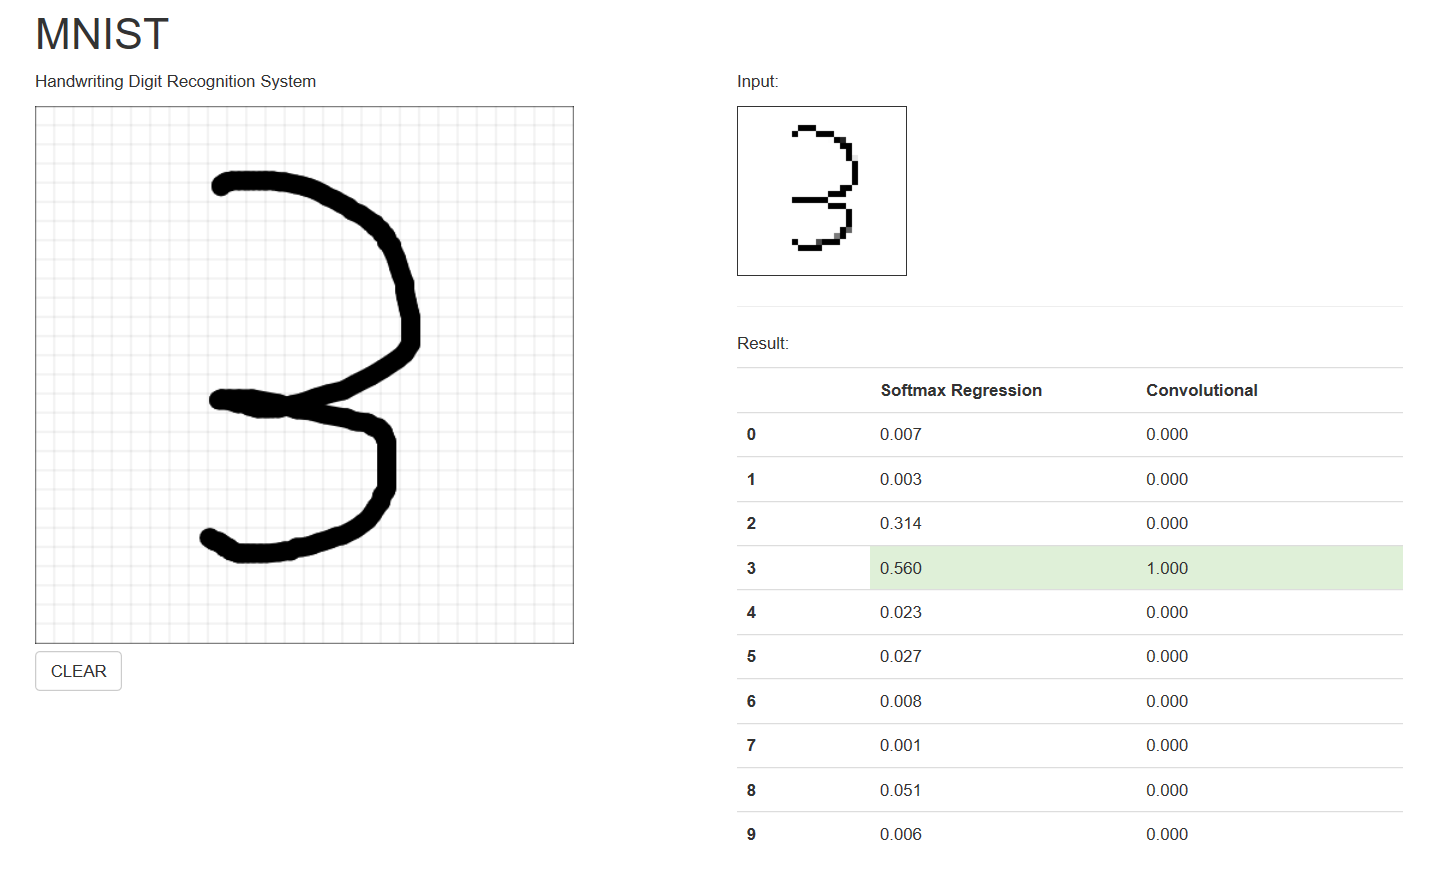 MNIST
Handwriting Digit Recognition System
3
CLEAR
Input:
3
Result:
Softmax Regression Convolutional
0 0.007 0.000
1 0.003 0.000
2 0.314 0.000
3 0.560 1.000
4 0.023 0.000
5 0.027 0.000
6 0.008 0.000
7 0.001 0.000
8 0.051 0.000
9 0.006 0.000